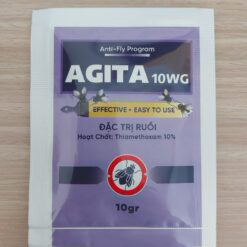 Anti-Fly Program
AGITA 10WG
EFFECTIVE • EASY TO USE
ĐẶC TRỊ RUỒI
Hoạt Chất: Thiamethoxam 10%
10gr